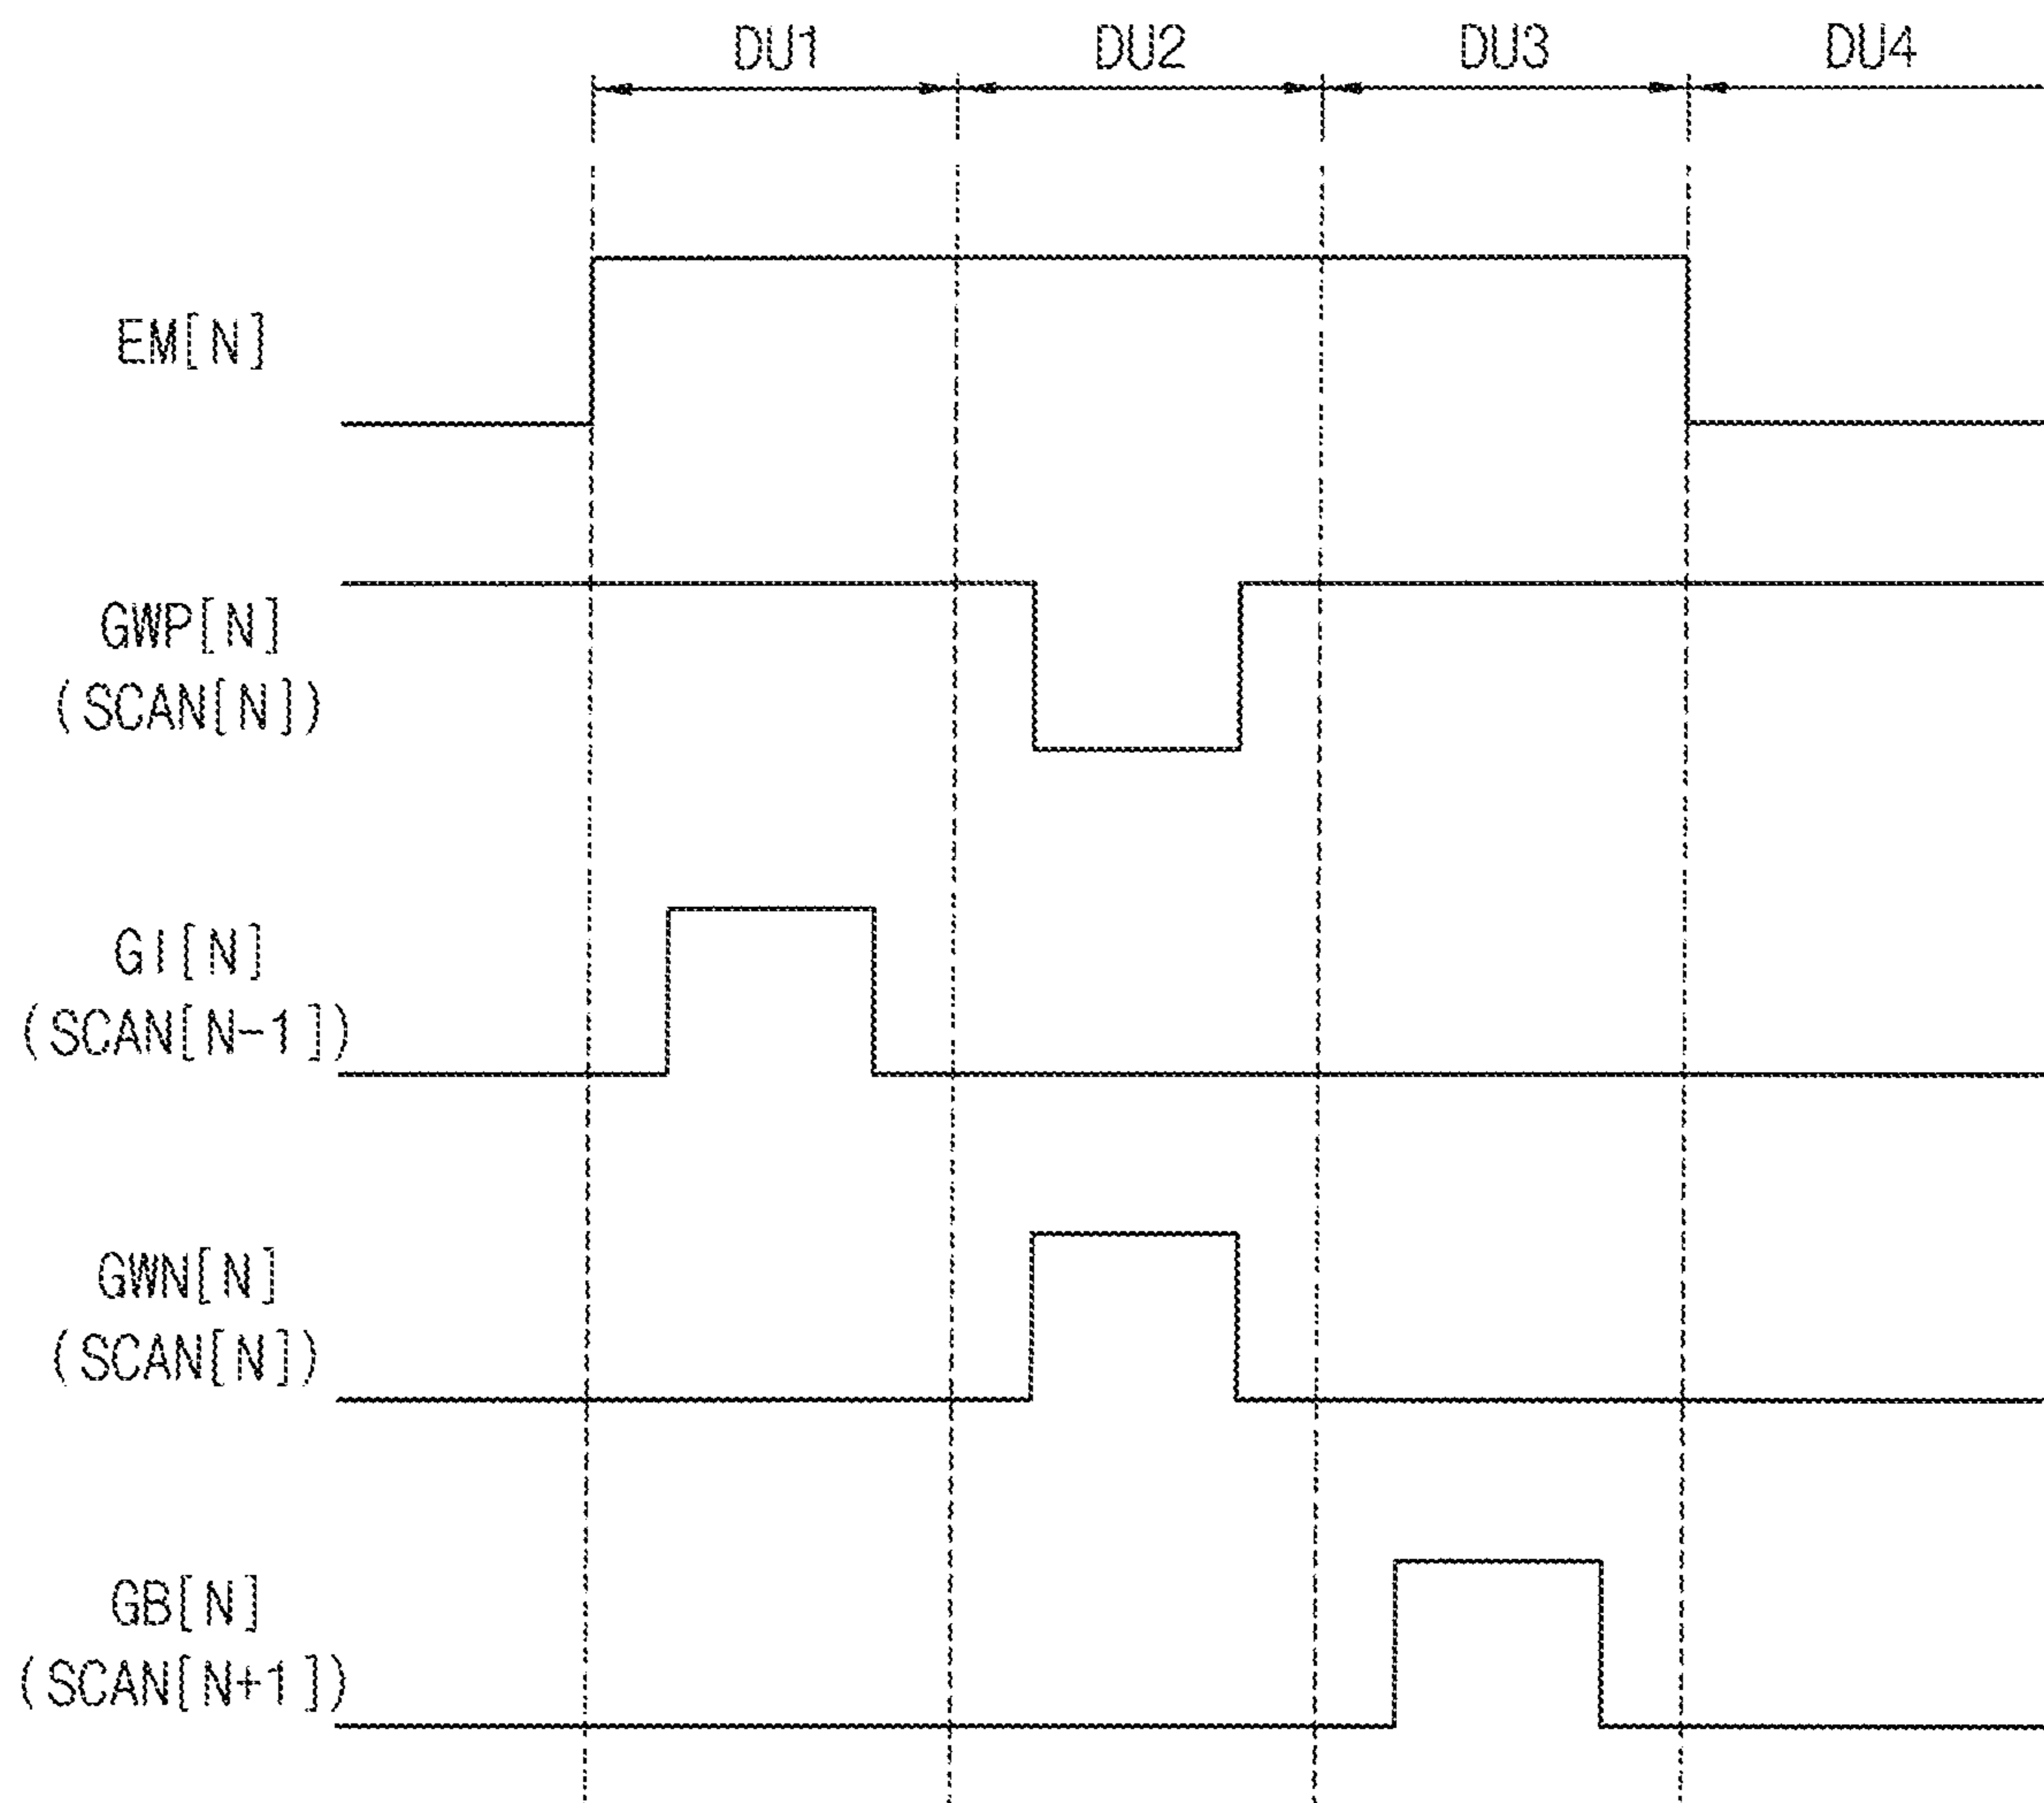 DU1 DU2 DU3 DU4
EM[N]
GWP[N]
(SCAN[N])
GI[N]
(SCAN[N-1])
GWN[N]
(SCAN[N])
GB[N]
(SCAN[N+1])